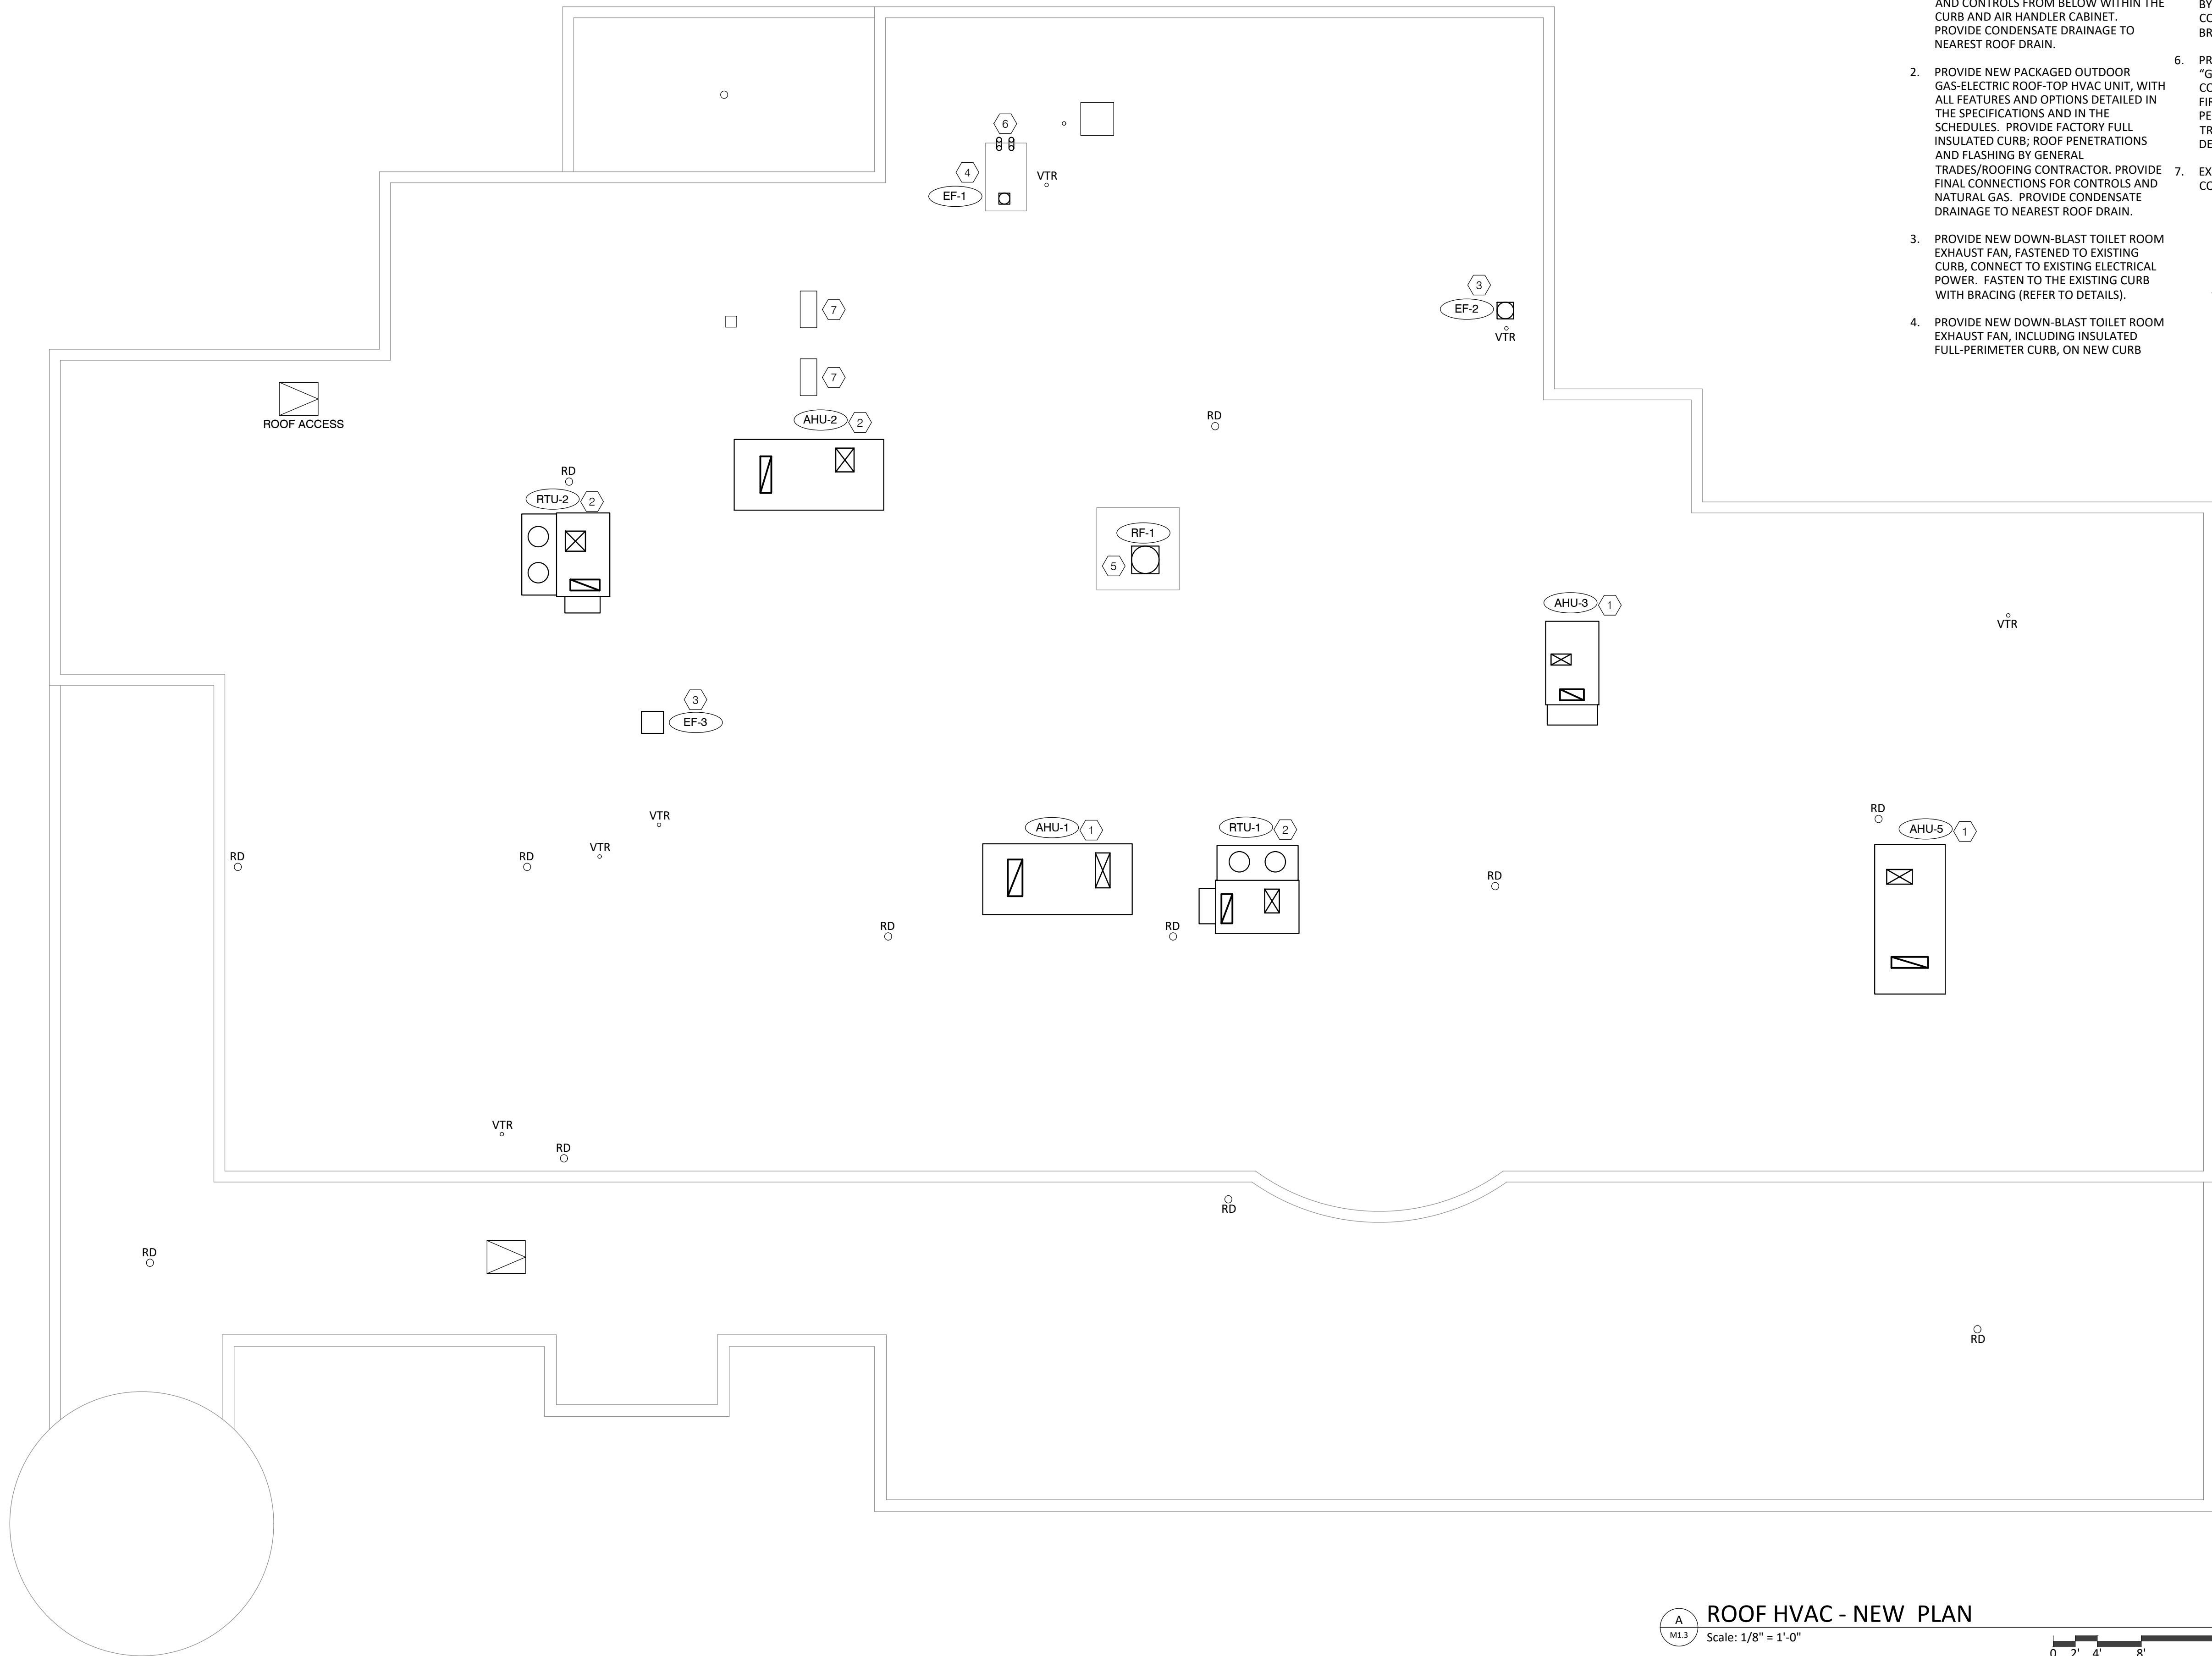 AND CONTROLS FROM BELOW WITHIN THE
CURB AND AIR HANDLER CABINET.
PROVIDE CONDENSATE DRAINAGE TO
NEAREST ROOF DRAIN.
2. PROVIDE NEW PACKAGED OUTDOOR
GAS-ELECTRIC ROOF-TOP HVAC UNIT, WITH
ALL FEATURES AND OPTIONS DETAILED IN
THE SPECIFICATIONS AND IN THE
SCHEDULES. PROVIDE FACTORY FULL
INSULATED CURB; ROOF PENETRATIONS
AND FLASHING BY GENERAL
TRADES/ROOFING CONTRACTOR. PROVIDE
FINAL CONNECTIONS FOR CONTROLS AND
NATURAL GAS. PROVIDE CONDENSATE
DRAINAGE TO NEAREST ROOF DRAIN.
3. PROVIDE NEW DOWN-BLAST TOILET ROOM
EXHAUST FAN, FASTENED TO EXISTING
CURB, CONNECT TO EXISTING ELECTRICAL
POWER. FASTEN TO THE EXISTING CURB
WITH BRACING (REFER TO DETAILS).
4. PROVIDE NEW DOWN-BLAST TOILET ROOM
EXHAUST FAN, INCLUDING INSULATED
FULL-PERIMETER CURB, ON NEW CURB
BY
6.
7.
6
4
VTR
EF-1
3
EF-2
VTR
7
7
ROOF ACCESS
AHU-2 2
RD
RD
RTU-2 2
RF-1
5
AHU-3 1
VTR
3
EF-3
VTR
RD
AHU-1 1
RTU-1 2
AHU-5 1
RD
RD
VTR
RD
RD
RD
VTR
RD
RD
RD
RD
A
M1.3
ROOF HVAC - NEW PLAN
Scale: 1/8" = 1'-0"
0 2' 4' 8'